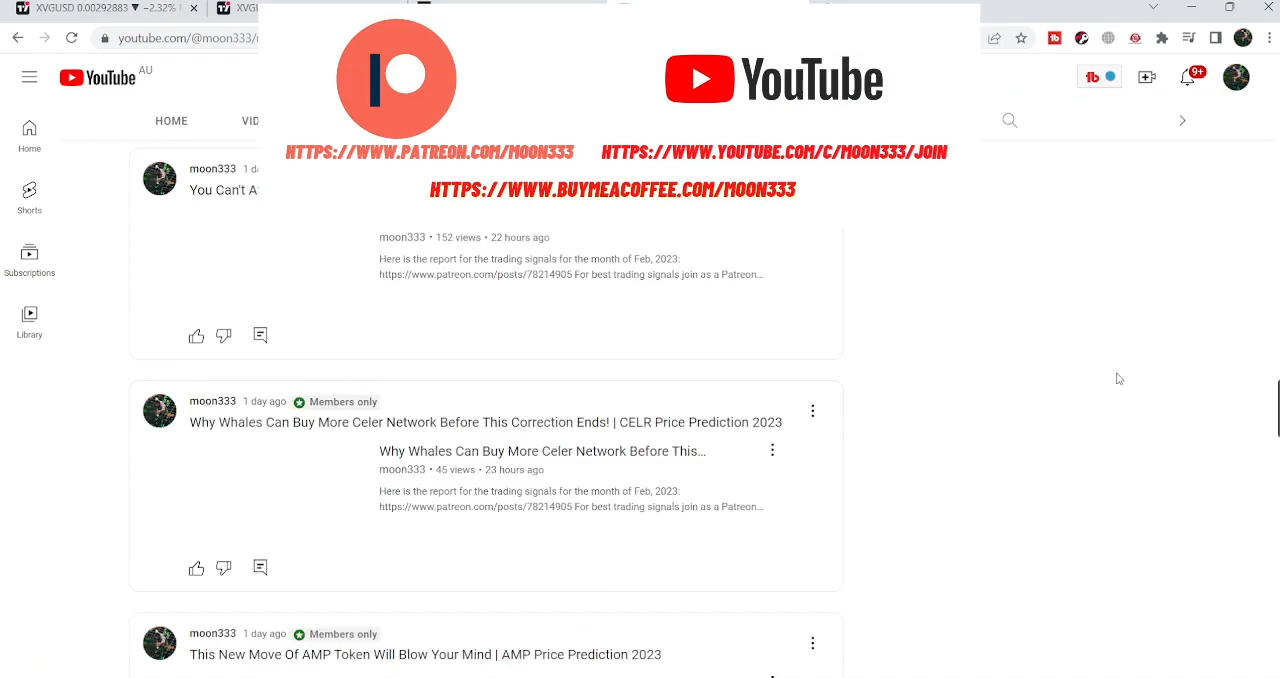 XVGUSD 0.00292883 ▼ −2.32%
XVGU
youtube.com/@moon333/
YouTube AU
9+
YouTube
HTTPS://WWW.PATREON.COM/MOON333
HTTPS://WWW.YOUTUBE.COM/C/MOON333/JOIN
HTTPS://WWW.BUYMEACOFFEE.COM/MOON333
HOME
VID
Home
Shorts
Subscriptions
Library
moon333 1 d
You Can't A
moon333 • 152 views • 22 hours ago
Here is the report for the trading signals for the month of Feb, 2023:
https://www.patreon.com/posts/78214905 For best trading signals join as a Patreon...
moon333 1 day ago Members only
Why Whales Can Buy More Celer Network Before This Correction Ends! | CELR Price Prediction 2023
Why Whales Can Buy More Celer Network Before This...
moon333 • 45 views • 23 hours ago
Here is the report for the trading signals for the month of Feb, 2023:
https://www.patreon.com/posts/78214905 For best trading signals join as a Patreon...
moon333 1 day ago Members only
This New Move Of AMP Token Will Blow Your Mind | AMP Price Prediction 2023